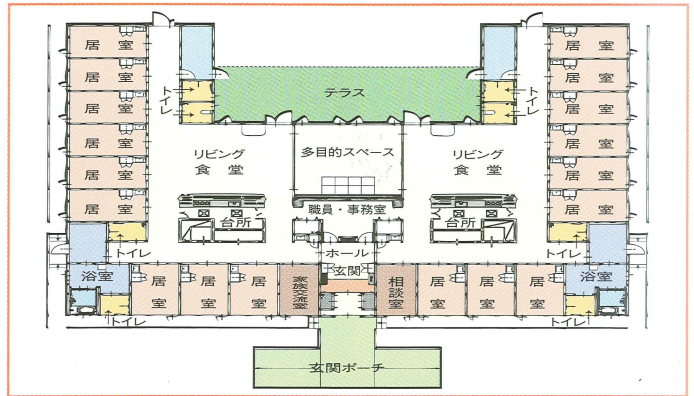 居室
居室
居室
居室
居室
居室
居室
居室
居室
居室
居室
居室
トイレ
トイレ
テラス
リビング
食堂
多目的スペース
リビング
食堂
台所
職員・事務室
台所
トイレ
ホール
トイレ
浴室
玄関
浴室
居室
居室
居室
家族交流室
相談室
居室
居室
居室
トイレ
トイレ
玄関ポーチ